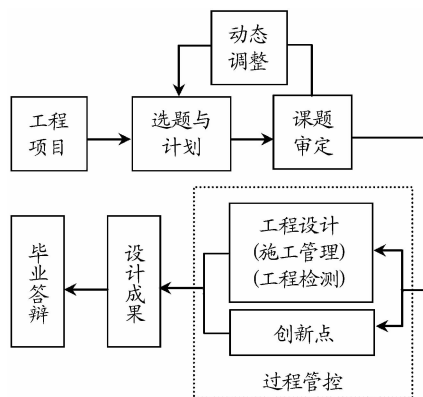 动态
调整
工程
项目
选题与
计划
课题
审定
毕业答辩
设计成果
工程设计
(施工管理)
(工程检测)
创新点
过程管控